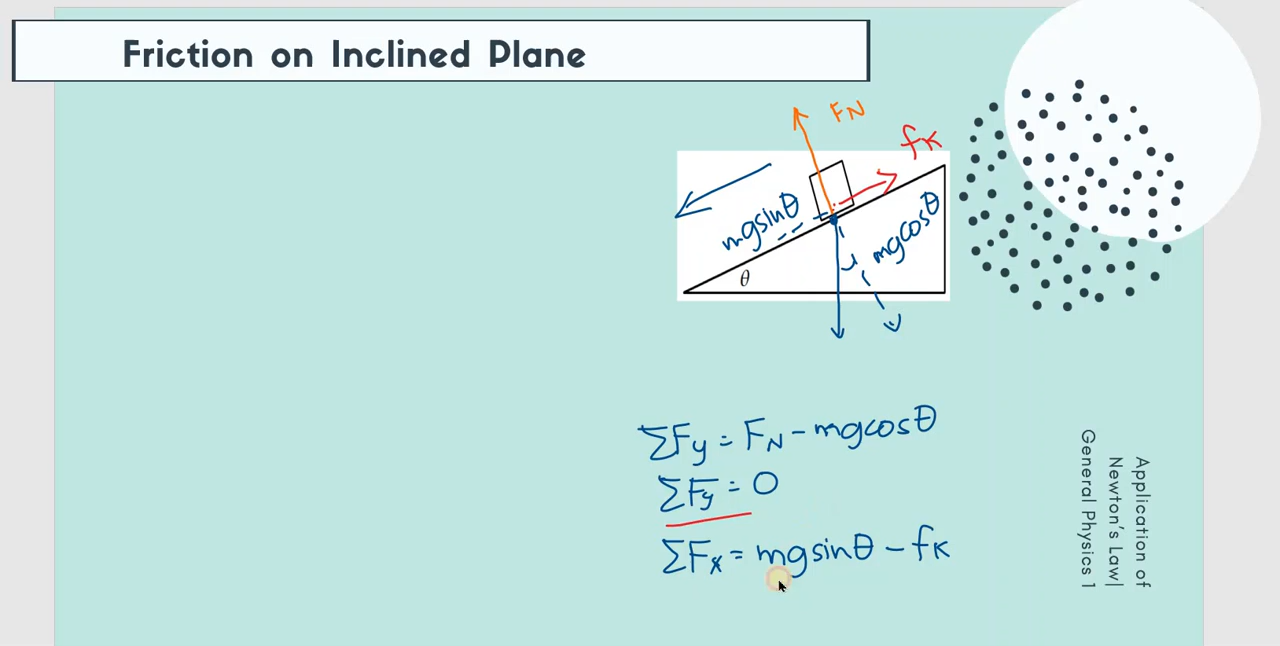 Friction on Inclined Plane
FN
fK
mgsinθ
mgcosθ
θ
ΣFy = FN - mgcosθ
ΣFy = 0
ΣFx = mgsinθ - fK
Application of
Newton's Law|
General Physics 1